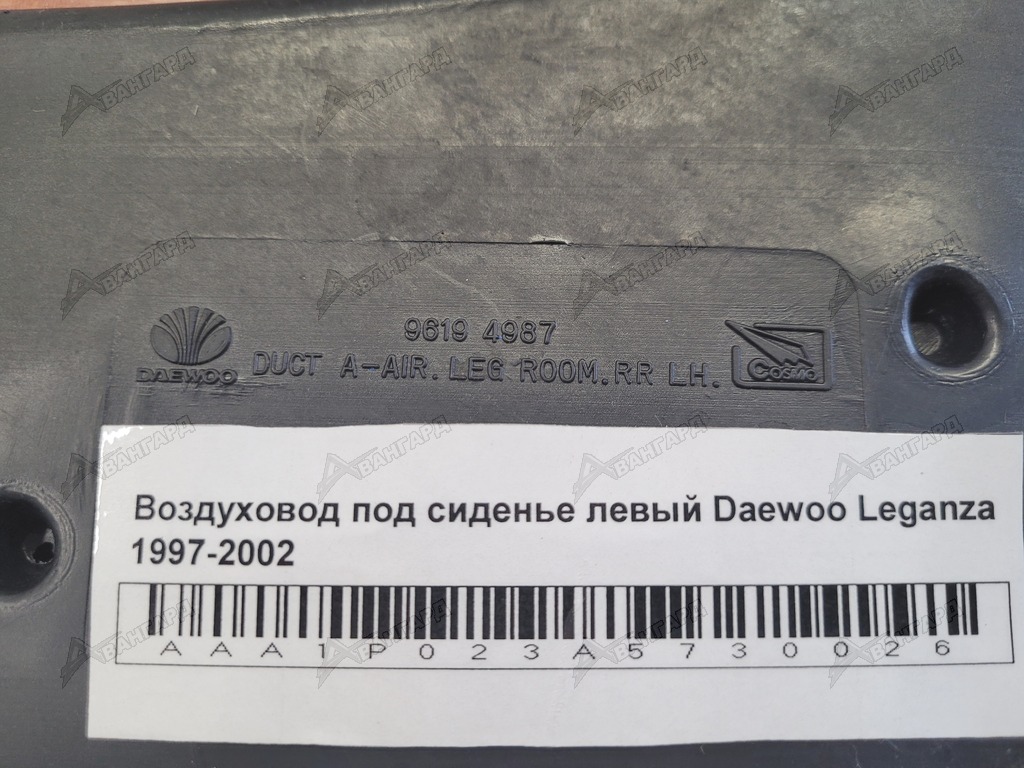 9619 4987
DAEWOO DUCT A-AIR. LEG ROOM. RR LH. COSMO
Воздуховод под сиденье левый Daewoo Leganza
1997-2002
AAA1P023A5730026
АВАНГАРД